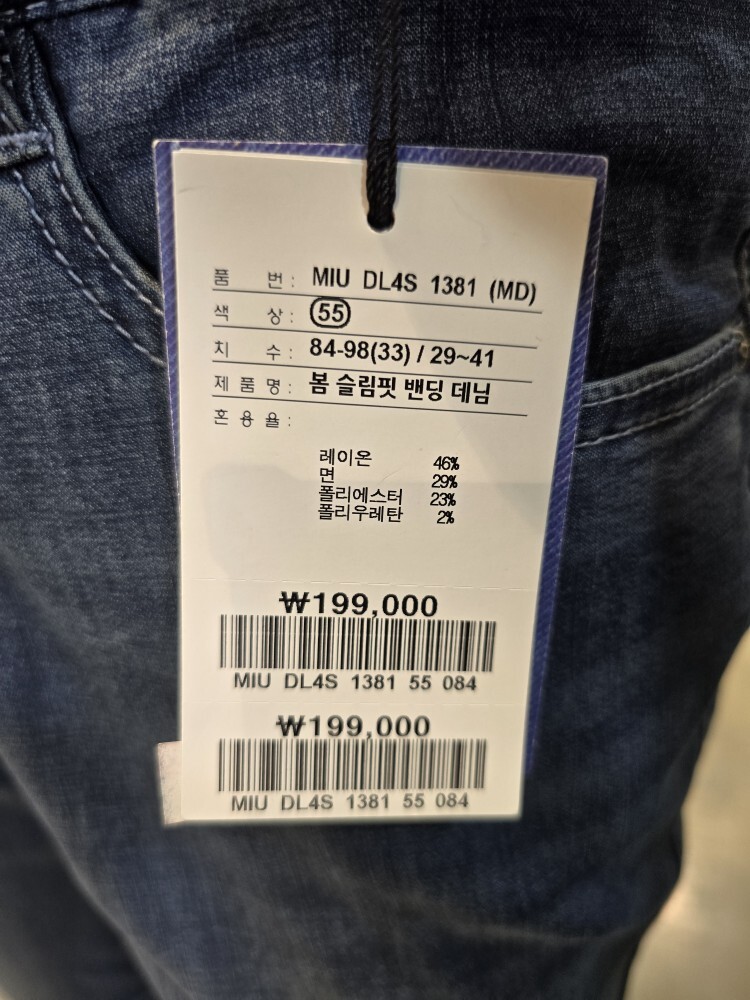 품 번 : MIU DL4S 1381 (MD)
색 상 : 55
치 수 : 84-98(33) / 29~41
제 품 명 : 봄 슬림핏 밴딩 데님
혼 용 율 :
레이온 46%
면 29%
폴리에스터 23%
폴리우레탄 2%
₩199,000
MIU DL4S 1381 55 084
₩199,000
MIU DL4S 1381 55 084